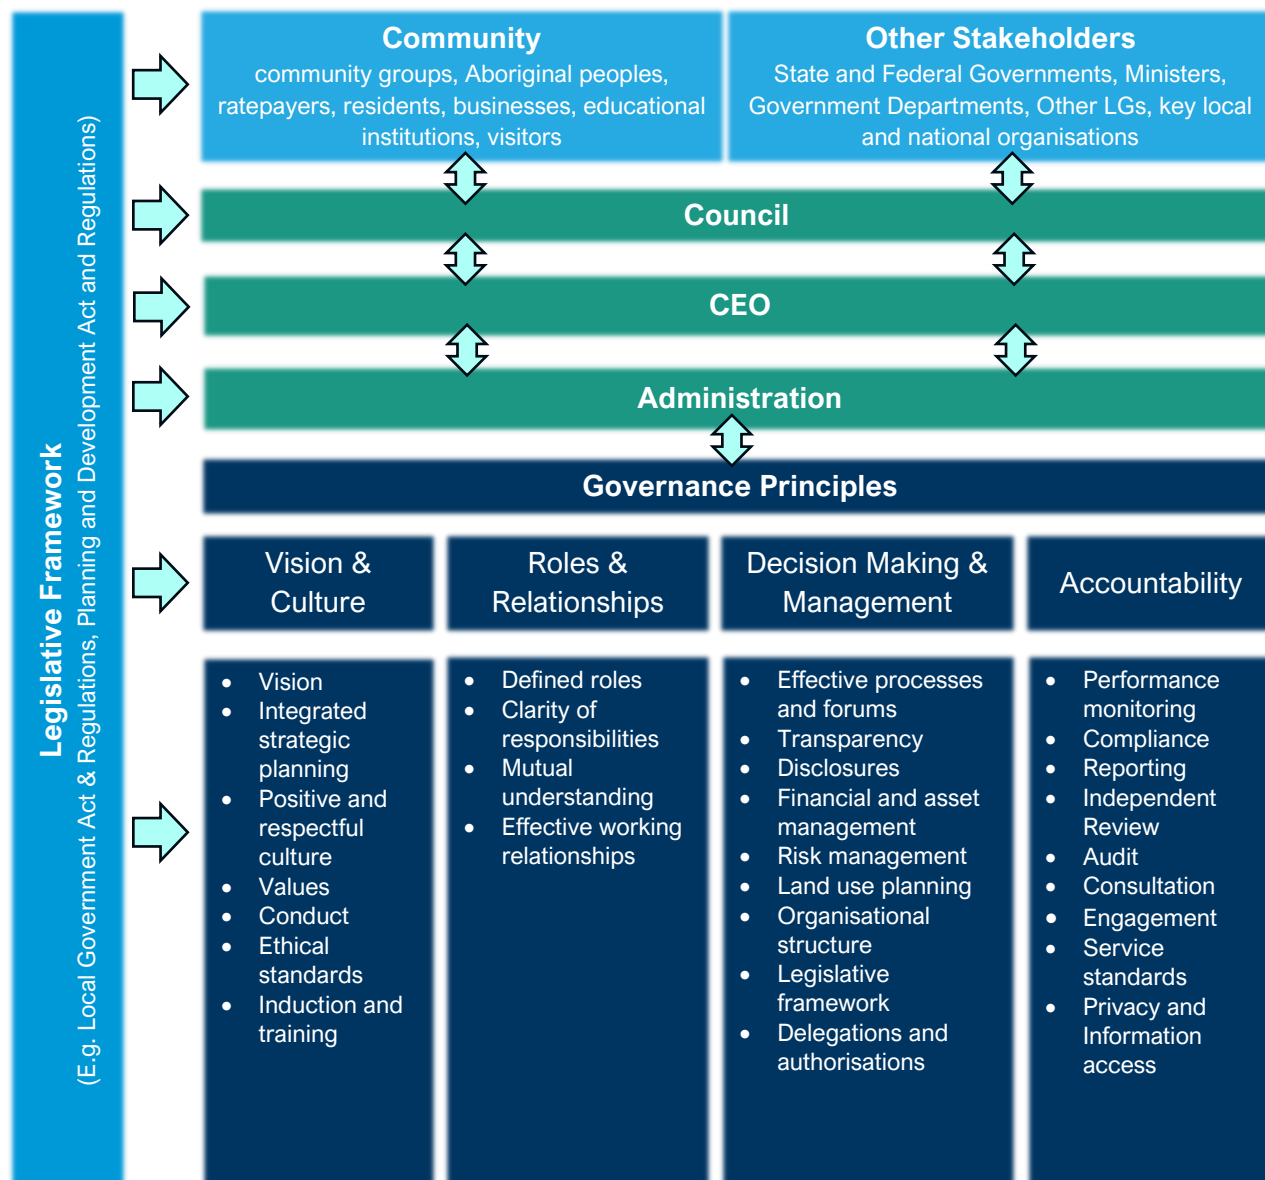 Legislative Framework
(E.g. Local Government Act & Regulations, Planning and Development Act and Regulations)
Community
community groups, Aboriginal peoples,
ratepayers, residents, businesses, educational
institutions, visitors
Other Stakeholders
State and Federal Governments, Ministers,
Government Departments, Other LGs, key local
and national organisations
Council
CEO
Administration
Governance Principles
Vision &
Culture
Roles &
Relationships
Decision Making &
Management
Accountability
• Vision
• Integrated
strategic
planning
• Positive and
respectful
culture
• Values
• Conduct
• Ethical
standards
• Induction and
training
• Defined roles
• Clarity of
responsibilities
• Mutual
understanding
• Effective working
relationships
• Effective processes
and forums
• Transparency
• Disclosures
• Financial and asset
management
• Risk management
• Land use planning
• Organisational
structure
• Legislative
framework
• Delegations and
authorisations
• Performance
monitoring
• Compliance
• Reporting
• Independent
Review
• Audit
• Consultation
• Engagement
• Service
standards
• Privacy and
Information
access